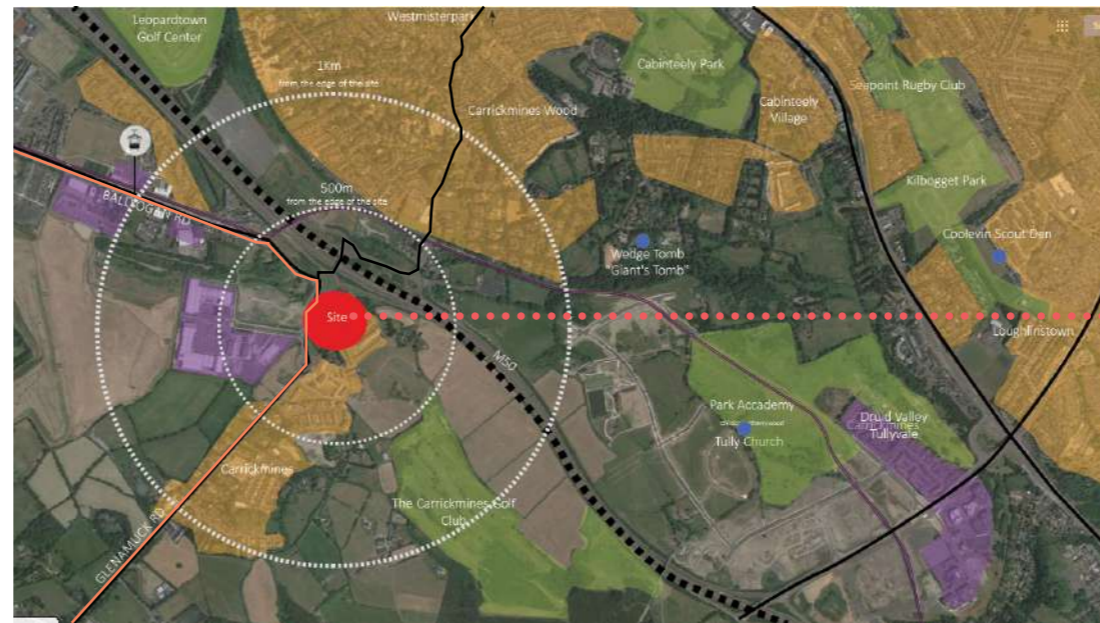 Westmisterpark
Leopardtown
Golf Center
1Km
from the edge of the site
Cabinteely Park
Seapoint Rugby Club
Carrickmines Wood
Cabinteely
Village
Kilbogget Park
500m
from the edge of the site
BALLYOGAN RD
Coolevin Scout Den
Wedge Tomb
Giant's Tomb"
Site
Loughlinstown
M50
Park Accademy
Tully Church
Druid Valley
Carrickmines
Tullyvale
Carrickmines
The Carrickmines Golf
Club
GLENAMUCK RD